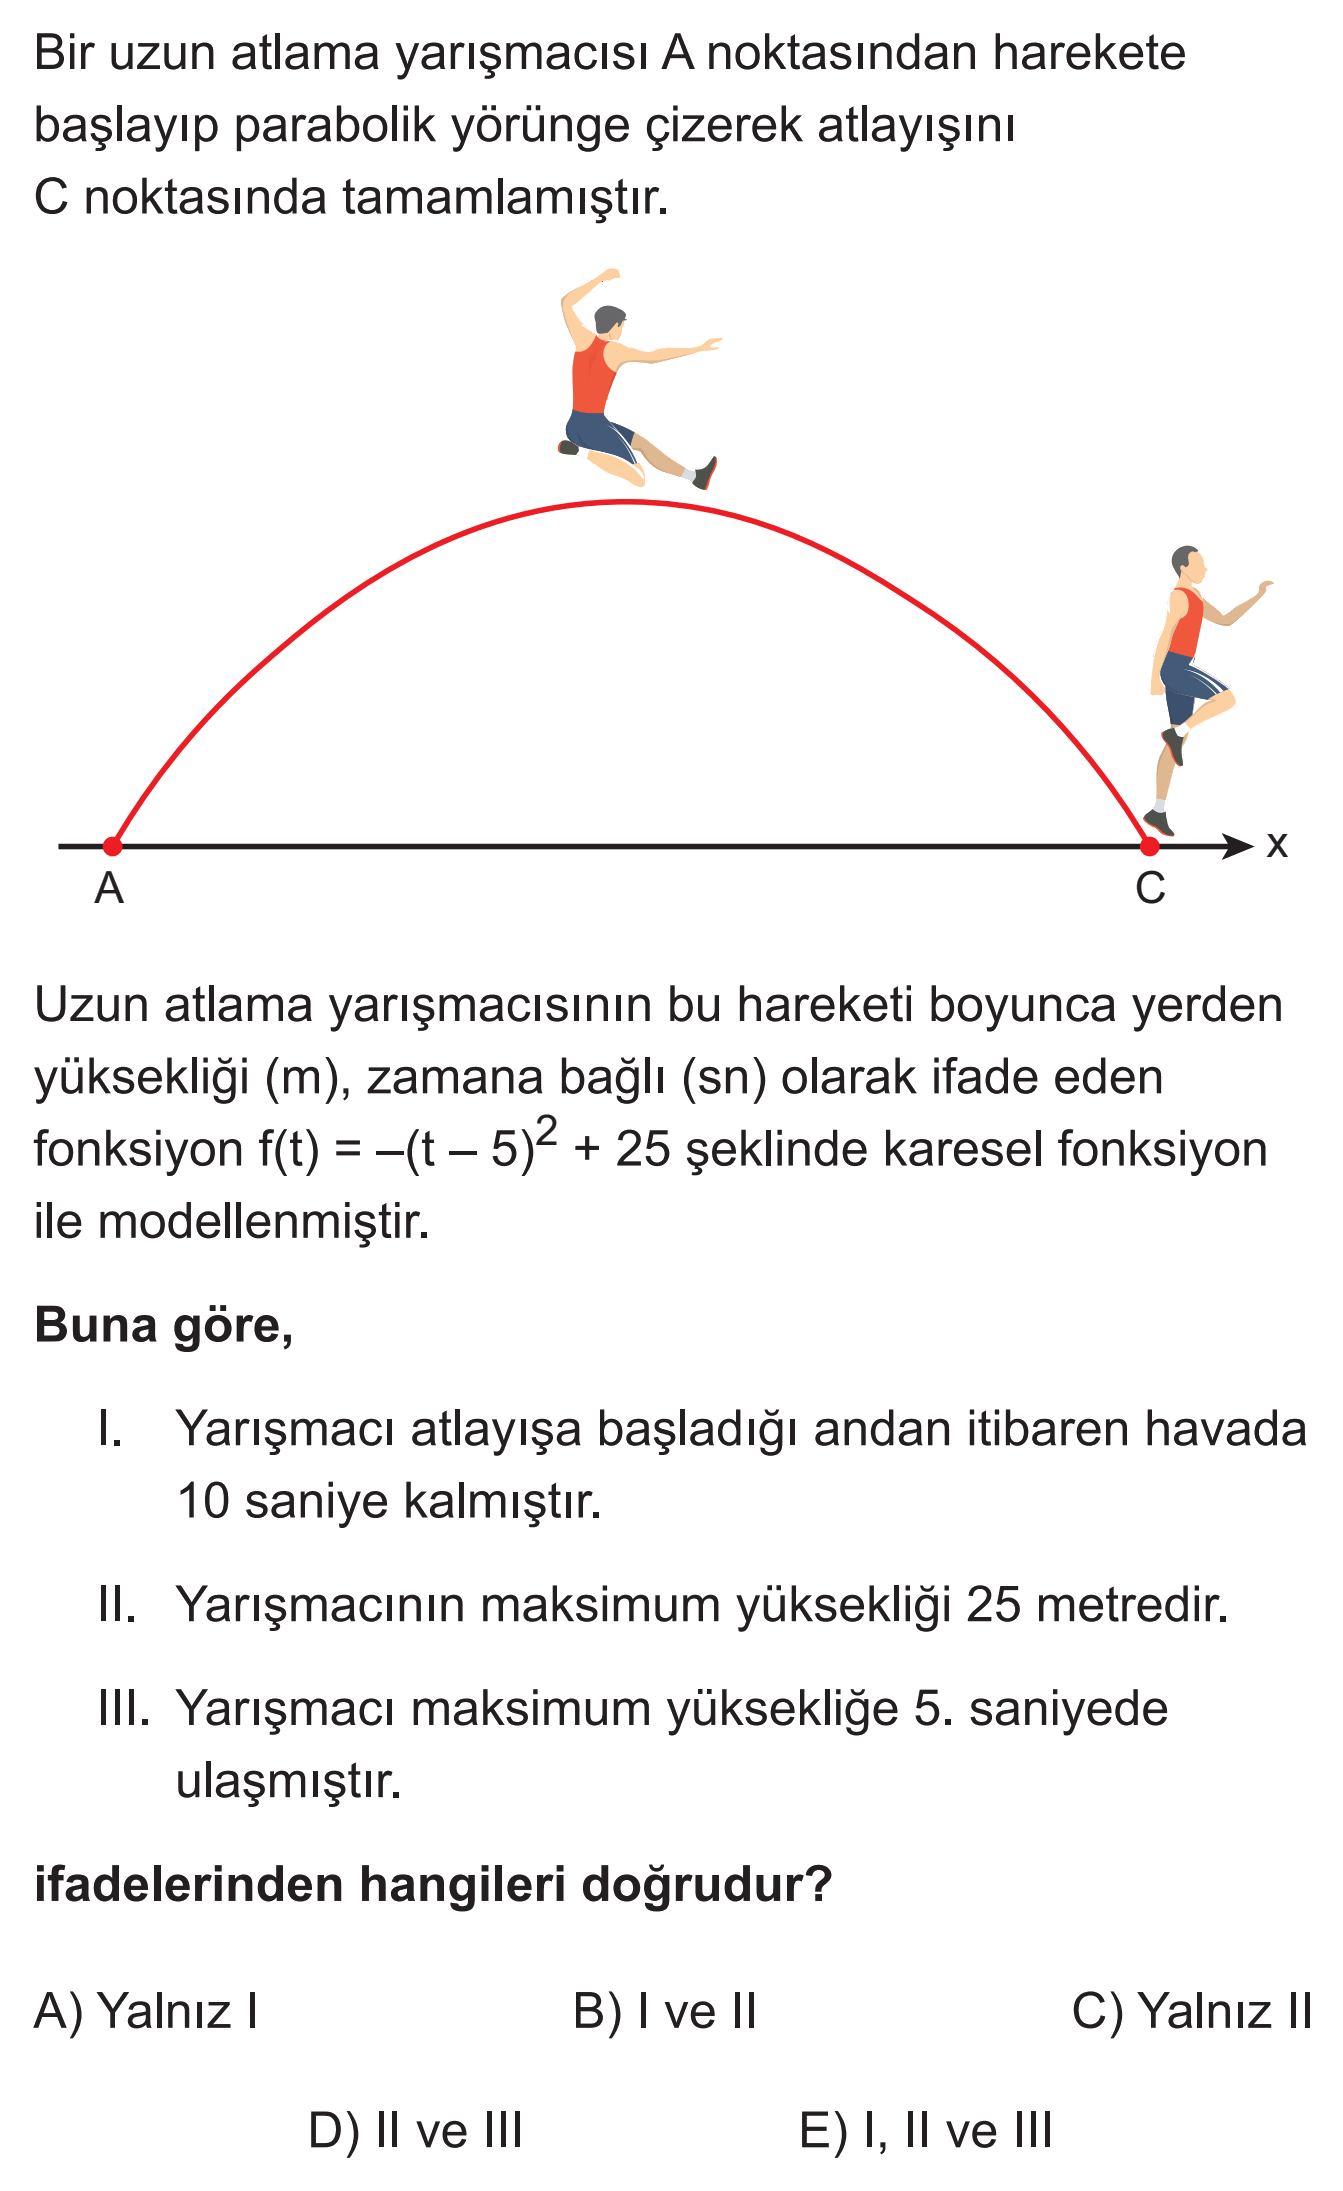 Bir uzun atlama yarışmacısı A noktasından harekete
başlayıp parabolik yörünge çizerek atlayışını
C noktasında tamamlamıştır.
x
A
C
Uzun atlama yarışmacısının bu hareketi boyunca yerden
yüksekliği (m), zamana bağlı (sn) olarak ifade eden
fonksiyon f(t) = –(t – 5)² + 25 şeklinde karesel fonksiyon
ile modellenmiştir.
Buna göre,
I. Yarışmacı atlayışa başladığı andan itibaren havada
10 saniye kalmıştır.
II. Yarışmacının maksimum yüksekliği 25 metredir.
III. Yarışmacı maksimum yüksekliğe 5. saniyede
ulaşmıştır.
ifadelerinden hangileri doğrudur?
A) Yalnız I B) I ve II C) Yalnız II
D) II ve III E) I, II ve III